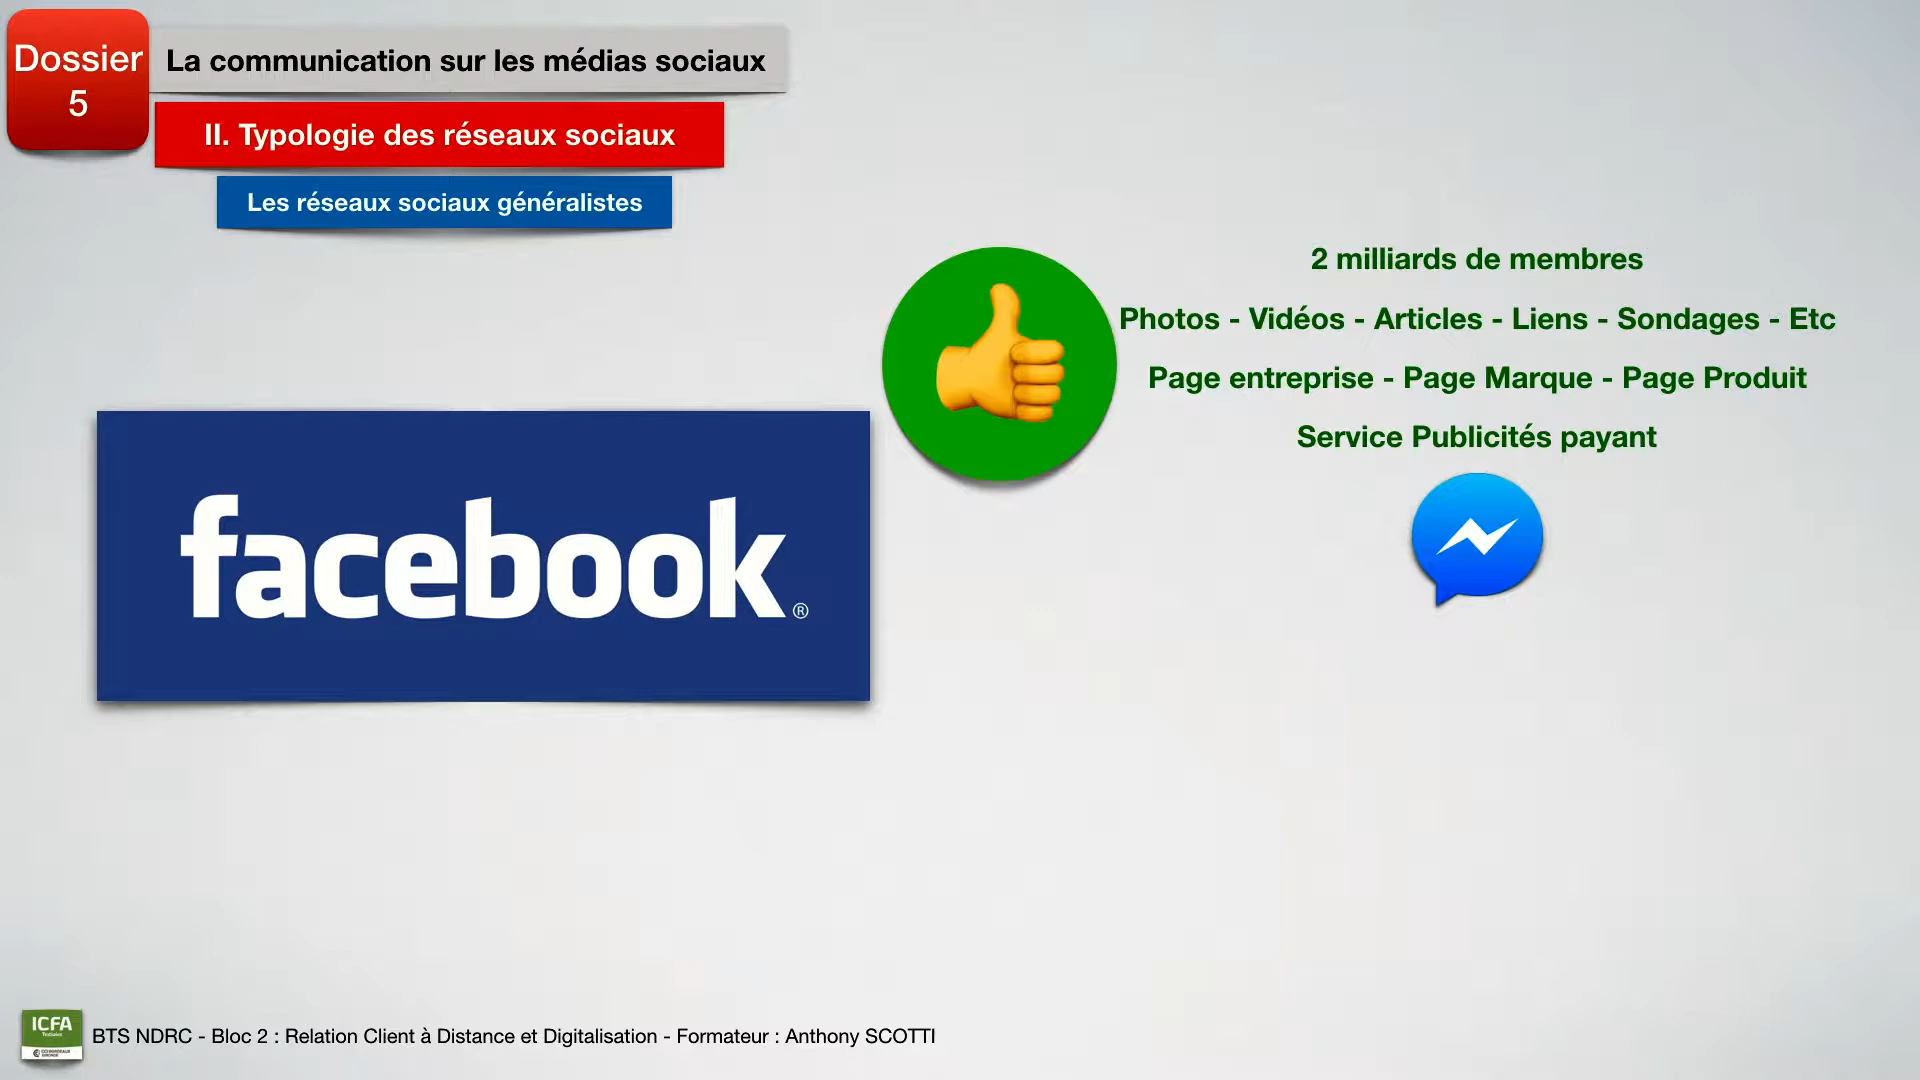 Dossier
5
La communication sur les médias sociaux
II. Typologie des réseaux sociaux
Les réseaux sociaux généralistes
2 milliards de membres
Photos - Vidéos - Articles - Liens - Sondages - Etc
Page entreprise - Page Marque - Page Produit
Service Publicités payant
facebook®
ICFA
BTS NDRC - Bloc 2 : Relation Client à Distance et Digitalisation - Formateur : Anthony SCOTTI